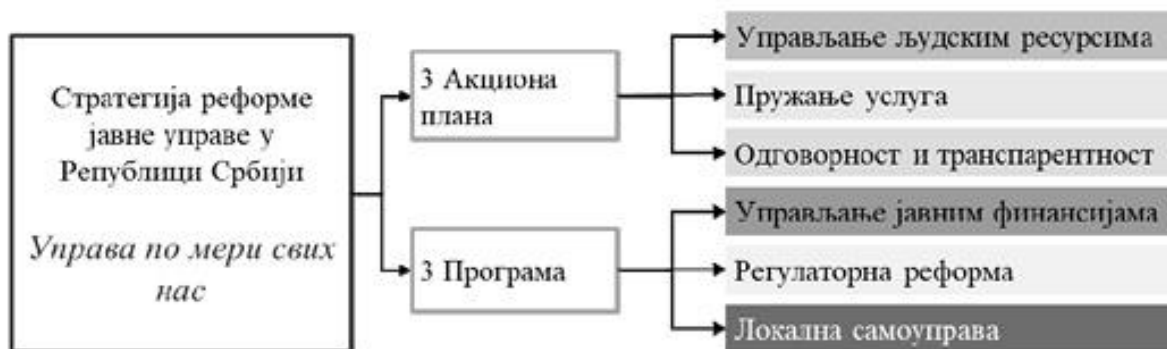 Стратегија реформе
јавне управе у
Републици Србији
Управа по мери свих
нас
3 Акциона
плана
3 Програма
Управљање људским ресурсима
Пружање услуга
Одговорност и транспарентност
Управљање јавним финансијама
Регулаторна реформа
Локална самоуправа